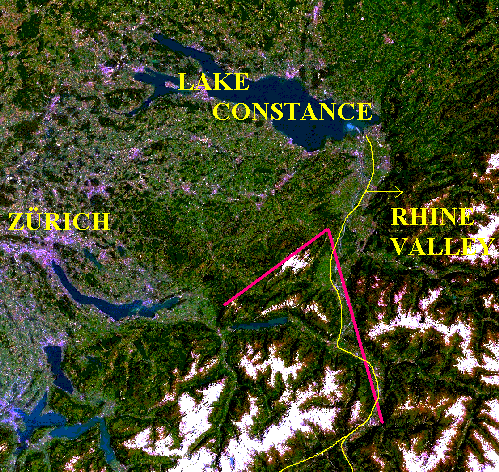 LAKE
CONSTANCE
ZÜRICH
RHINE
VALLEY